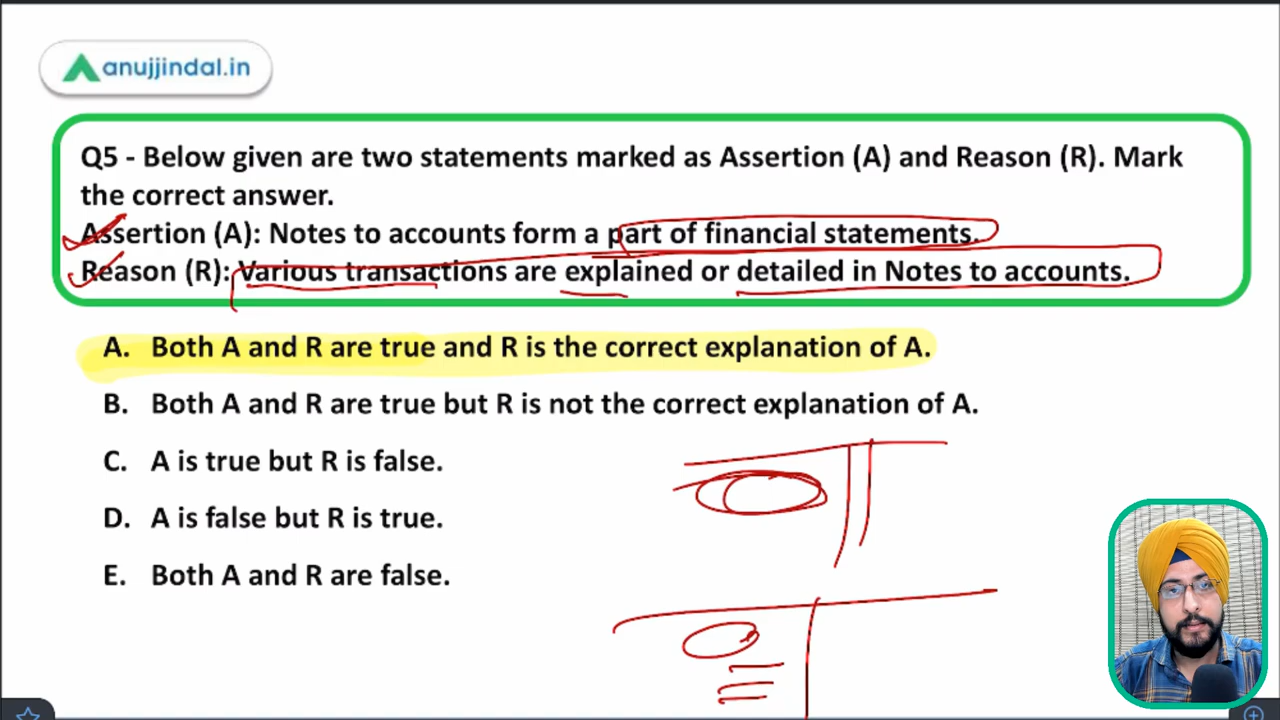 anujjindal.in
Q5 - Below given are two statements marked as Assertion (A) and Reason (R). Mark
the correct answer.
Assertion (A): Notes to accounts form a part of financial statements.
Reason (R): Various transactions are explained or detailed in Notes to accounts.
A. Both A and R are true and R is the correct explanation of A.
B. Both A and R are true but R is not the correct explanation of A.
C. A is true but R is false.
D. A is false but R is true.
E. Both A and R are false.